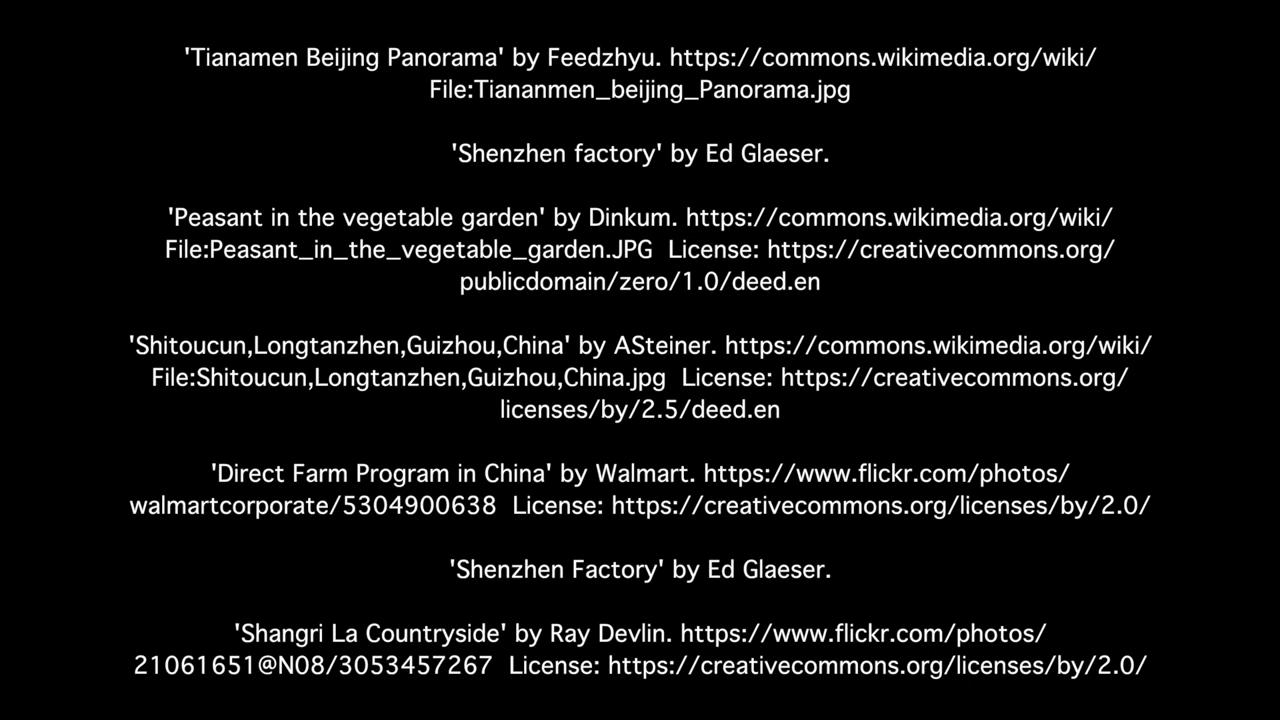 'Tianamen Beijing Panorama' by Feedzhyu. https://commons.wikimedia.org/wiki/
File:Tiananmen_beijing_Panorama.jpg
'Shenzhen factory' by Ed Glaeser.
'Peasant in the vegetable garden' by Dinkum. https://commons.wikimedia.org/wiki/
File:Peasant_in_the_vegetable_garden.JPG  License: https://creativecommons.org/
publicdomain/zero/1.0/deed.en
'Shitoucun,Longtanzhen,Guizhou,China' by ASteiner. https://commons.wikimedia.org/wiki/
File:Shitoucun,Longtanzhen,Guizhou,China.jpg  License: https://creativecommons.org/
licenses/by/2.5/deed.en
'Direct Farm Program in China' by Walmart. https://www.flickr.com/photos/
walmartcorporate/5304900638  License: https://creativecommons.org/licenses/by/2.0/
'Shenzhen Factory' by Ed Glaeser.
'Shangri La Countryside' by Ray Devlin. https://www.flickr.com/photos/
21061651@N08/3053457267  License: https://creativecommons.org/licenses/by/2.0/